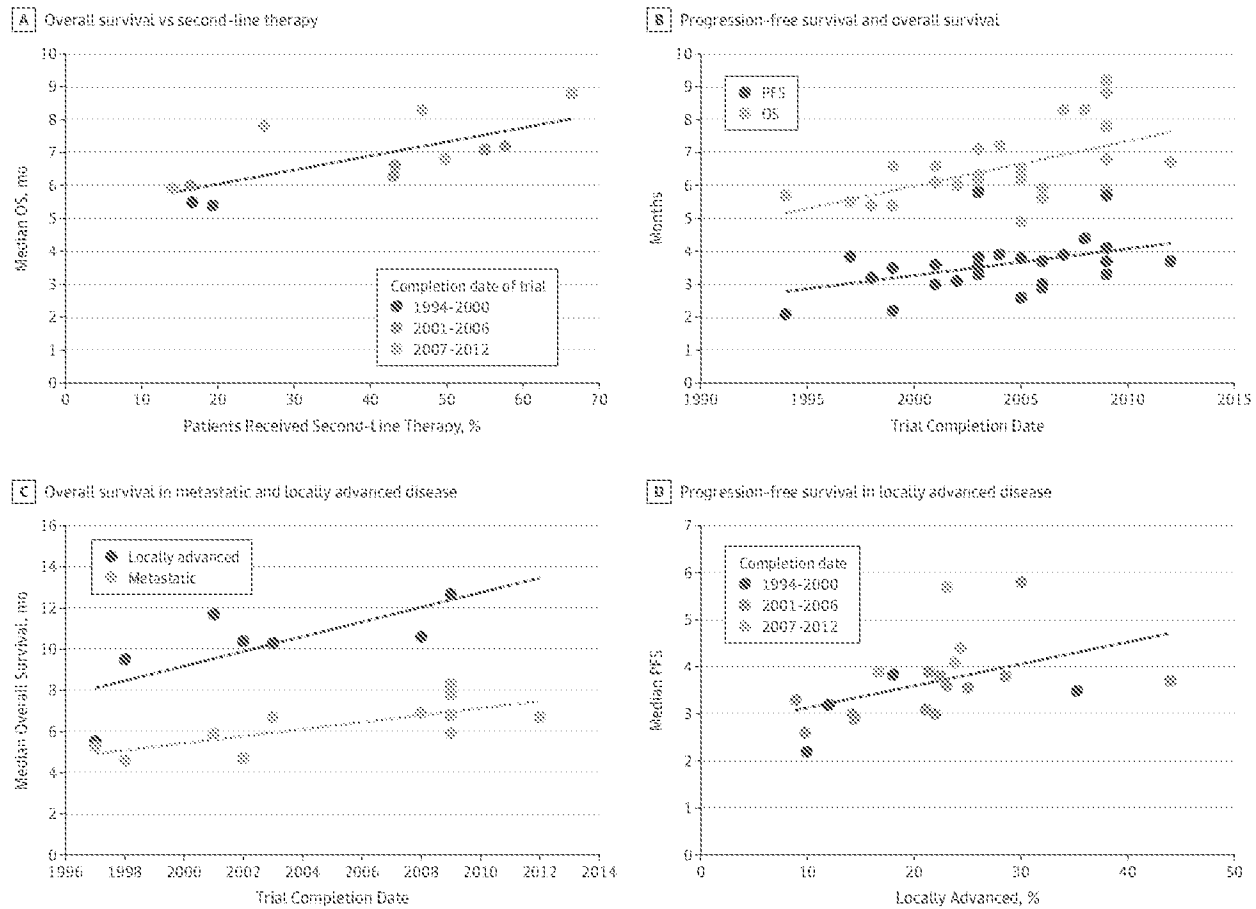 A Overall survival vs second-line therapy
10
9
8
7
6
5
4
3
2
1
0
Median OS, mo
Completion date of trial
1994-2000
2001-2006
2007-2012
0 10 20 30 40 50 60 70
Patients Received Second-Line Therapy, %
B Progression-free survival and overall survival
10
9
8
7
6
5
4
3
2
1
0
Months
PFS
OS
1990 1995 2000 2005 2010 2015
Trial Completion Date
C Overall survival in metastatic and locally advanced disease
16
14
12
10
8
6
4
2
0
Median Overall Survival, mo
Locally advanced
Metastatic
1996 1998 2000 2002 2004 2006 2008 2010 2012 2014
Trial Completion Date
D Progression-free survival in locally advanced disease
7
6
5
4
3
2
1
0
Median PFS
Completion date
1994-2000
2001-2006
2007-2012
0 10 20 30 40 50
Locally Advanced, %